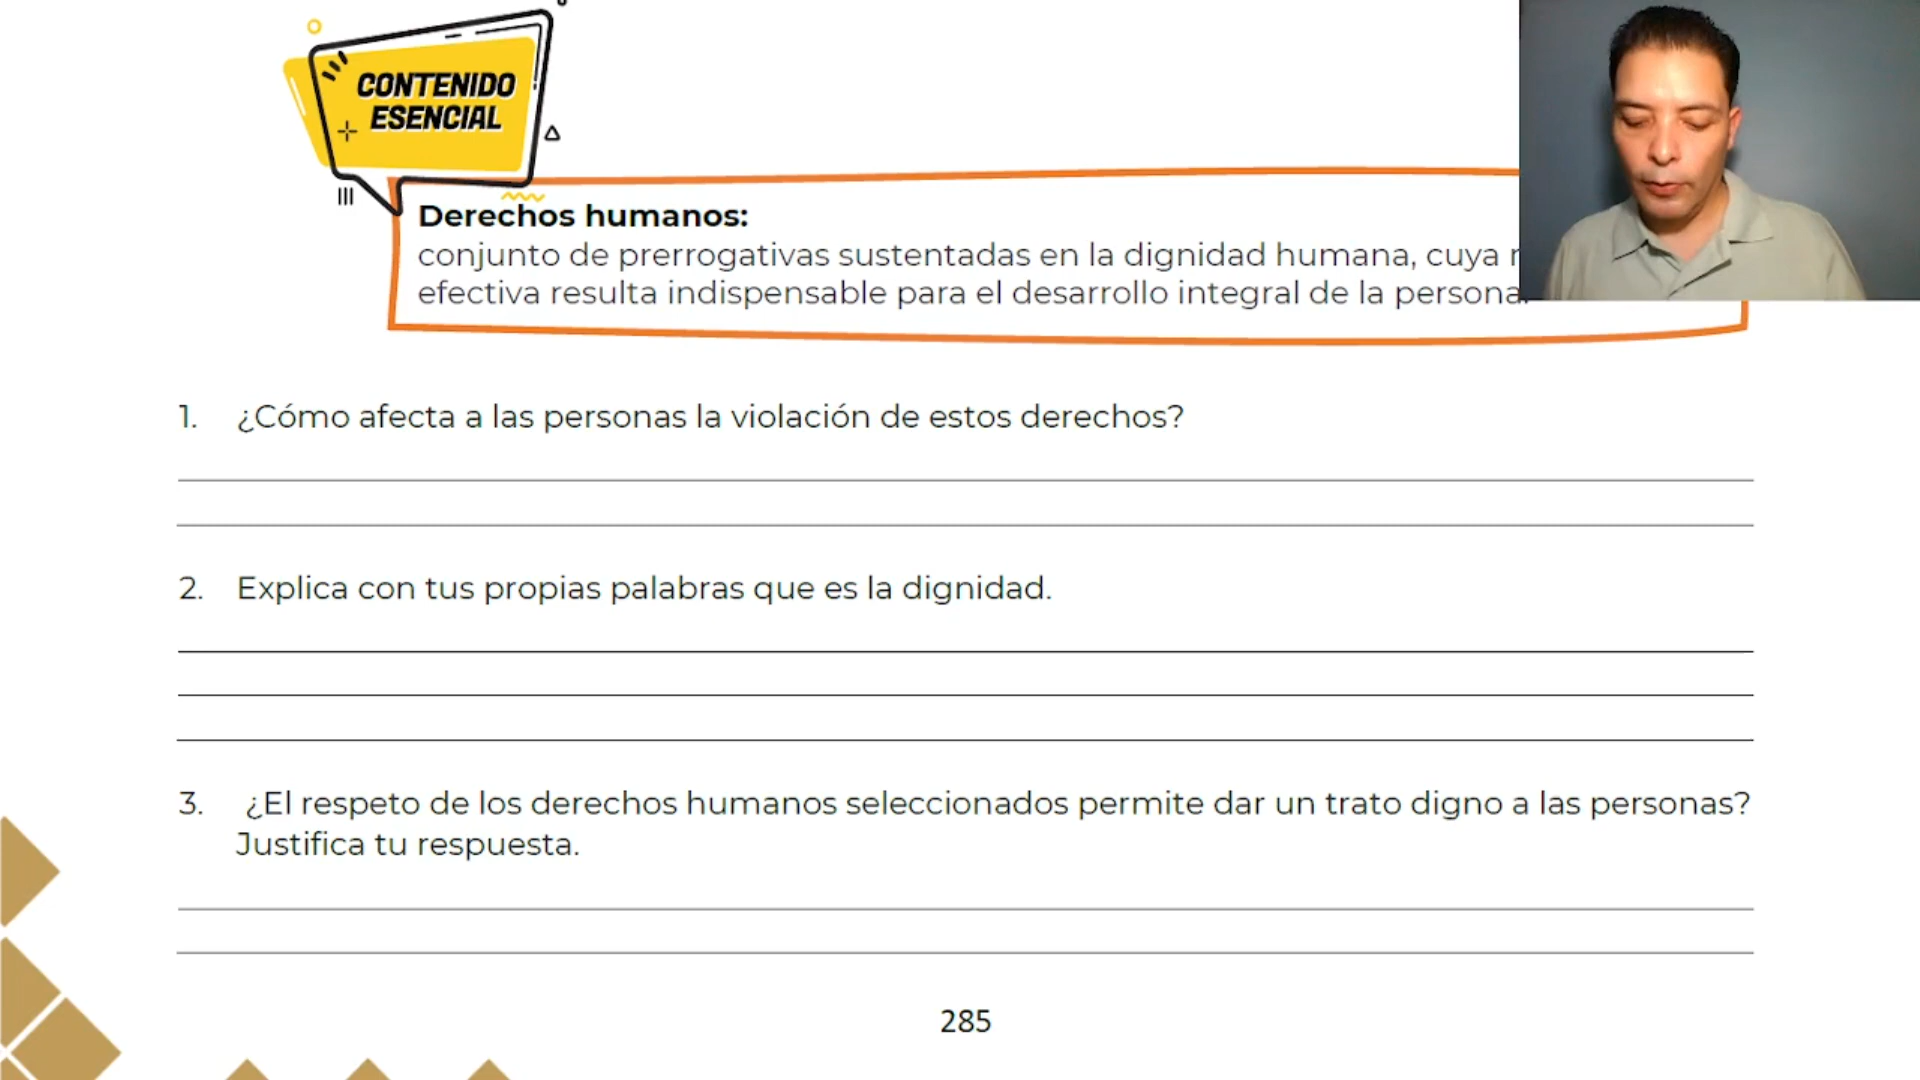 CONTENIDO
ESENCIAL
Derechos humanos:
conjunto de prerrogativas sustentadas en la dignidad humana, cuya
efectiva resulta indispensable para el desarrollo integral de la persona.
1. ¿Cómo afecta a las personas la violación de estos derechos?
2. Explica con tus propias palabras que es la dignidad.
3. ¿El respeto de los derechos humanos seleccionados permite dar un trato digno a las personas?
Justifica tu respuesta.
285